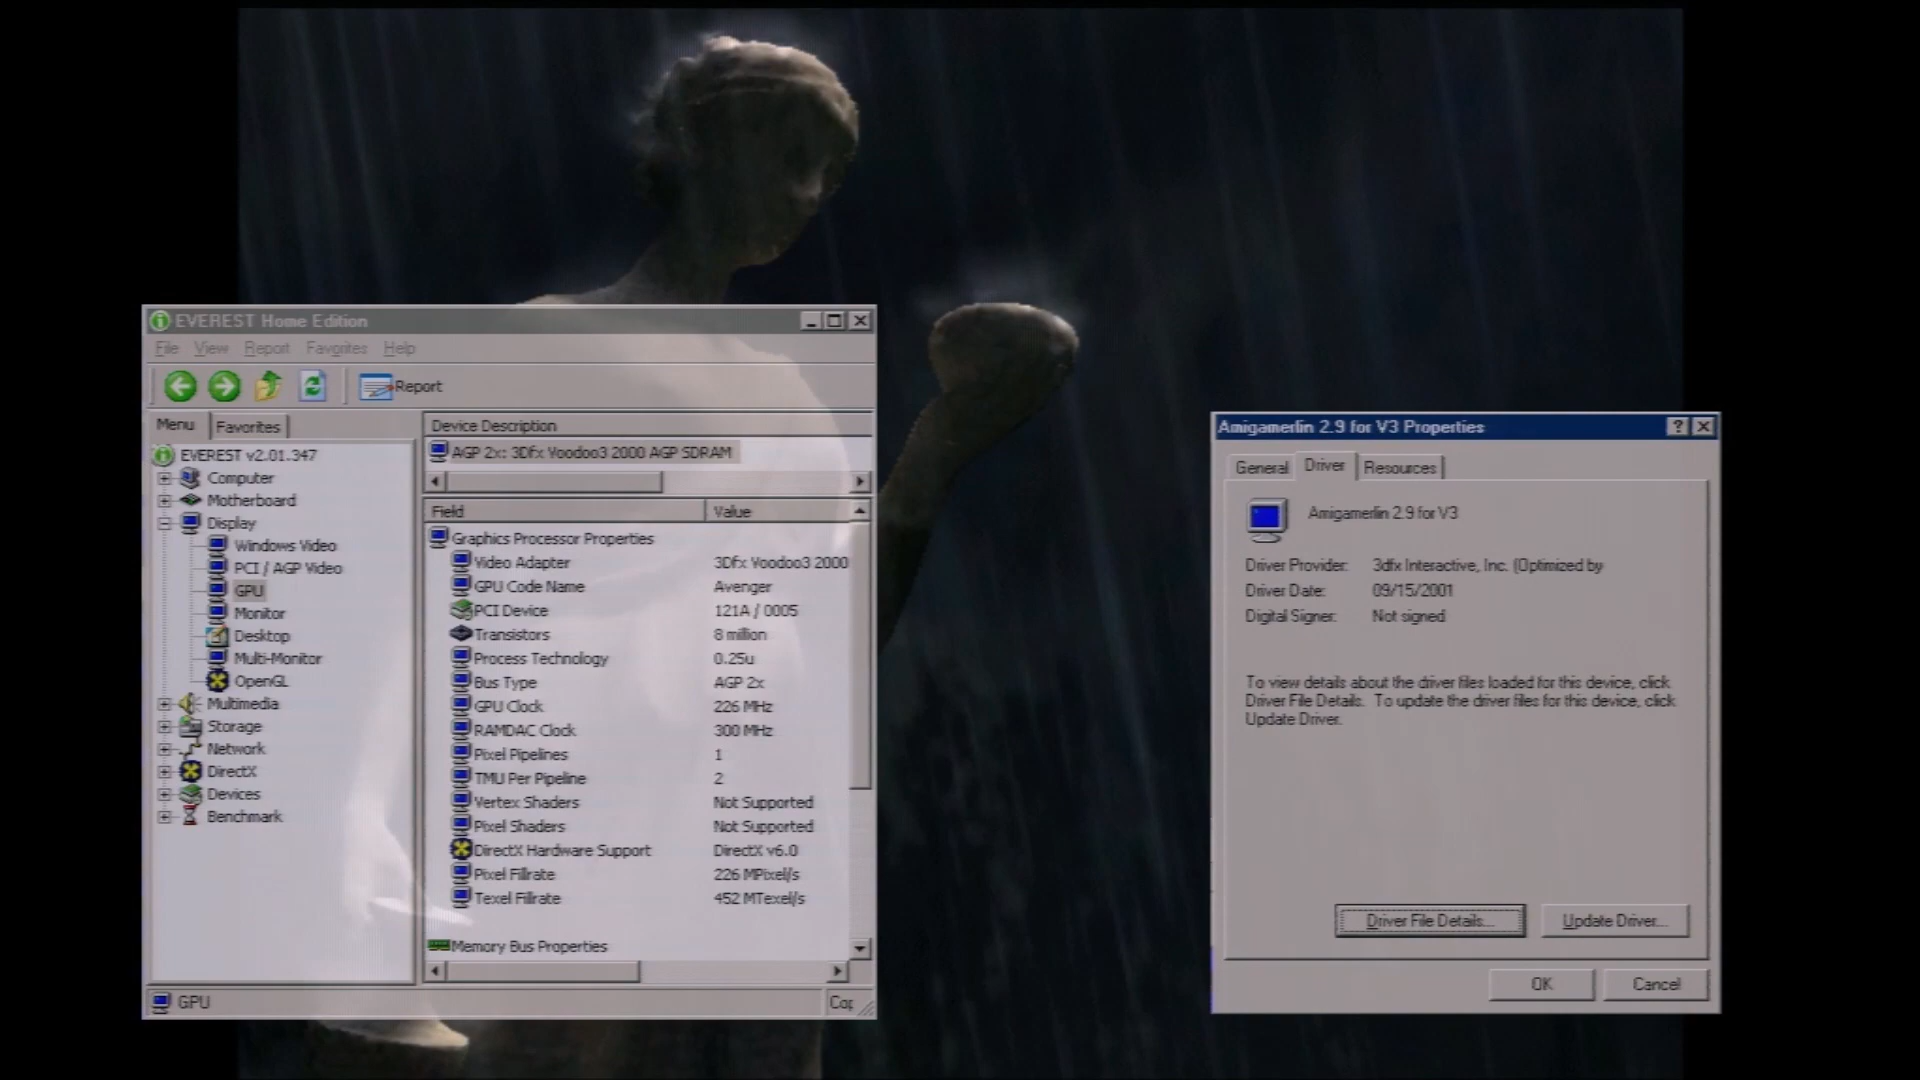 EVEREST Home Edition
File View Report Favorites Help
Report
Menu Favorites
EVEREST v2.01.347
Computer
Motherboard
Display
Windows Video
PCI / AGP Video
GPU
Monitor
Desktop
Multi-Monitor
OpenGL
Multimedia
Storage
Network
DirectX
Devices
Benchmark
Device Description
AGP 2x: 3Dfx Voodoo3 2000 AGP SDRAM
Field Value
Graphics Processor Properties
Video Adapter 3Dfx Voodoo3 2000
GPU Code Name Avenger
PCI Device 121A / 0005
Transistors 8 million
Process Technology 0.25u
Bus Type AGP 2x
GPU Clock 226 MHz
RAMDAC Clock 300 MHz
Pixel Pipelines 1
TMU Per Pipeline 2
Vertex Shaders Not Supported
Pixel Shaders Not Supported
DirectX Hardware Support DirectX v6.0
Pixel Fillrate 226 MPixel/s
Texel Fillrate 452 MTexel/s
Memory Bus Properties
GPU
Amigamerlin 2.9 for V3 Properties
General Driver Resources
Amigamerlin 2.9 for V3
Driver Provider: 3dfx Interactive, Inc. (Optimized by
Driver Date: 09/15/2001
Digital Signer: Not signed
To view details about the driver files loaded for this device, click
Driver File Details. To update the driver files for this device, click
Update Driver.
Driver File Details... Update Driver...
OK Cancel